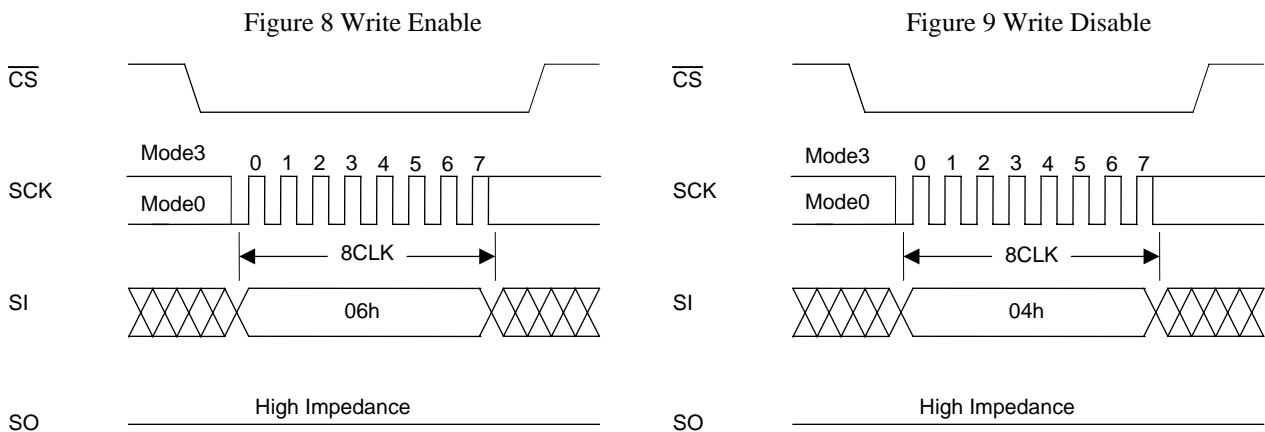 Figure 8 Write Enable
CS
Mode3
0 1 2 3 4 5 6 7
SCK
Mode0
8CLK
SI
06h
High Impedance
SO
Figure 9 Write Disable
CS
Mode3
0 1 2 3 4 5 6 7
SCK
Mode0
8CLK
SI
04h
High Impedance
SO